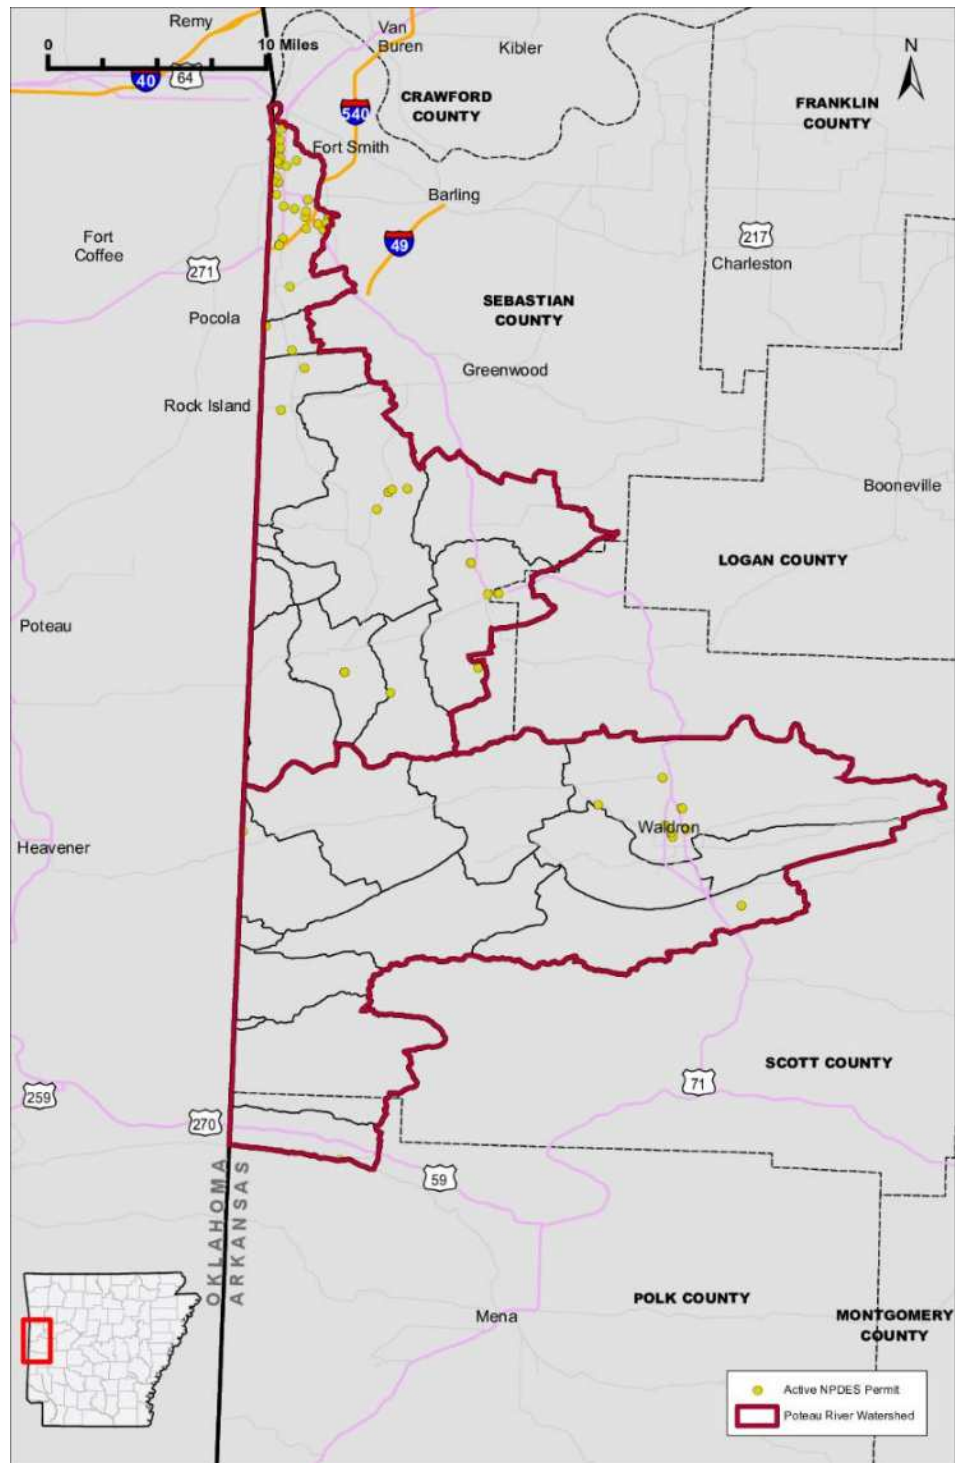 Remy
Van
Buren
Kibler
N
0
10 Miles
40
64
CRAWFORD
COUNTY
FRANKLIN
COUNTY
540
Fort Smith
Barling
Fort
Coffee
49
217
Charleston
271
SEBASTIAN
COUNTY
Pocola
Greenwood
Rock Island
Booneville
LOGAN COUNTY
Poteau
Waldron
Heavener
SCOTT COUNTY
71
259
270
59
OKLAHOMA
ARKANSAS
POLK COUNTY
Mena
MONTGOMERY
COUNTY
Active NPDES Permit
Poteau River Watershed